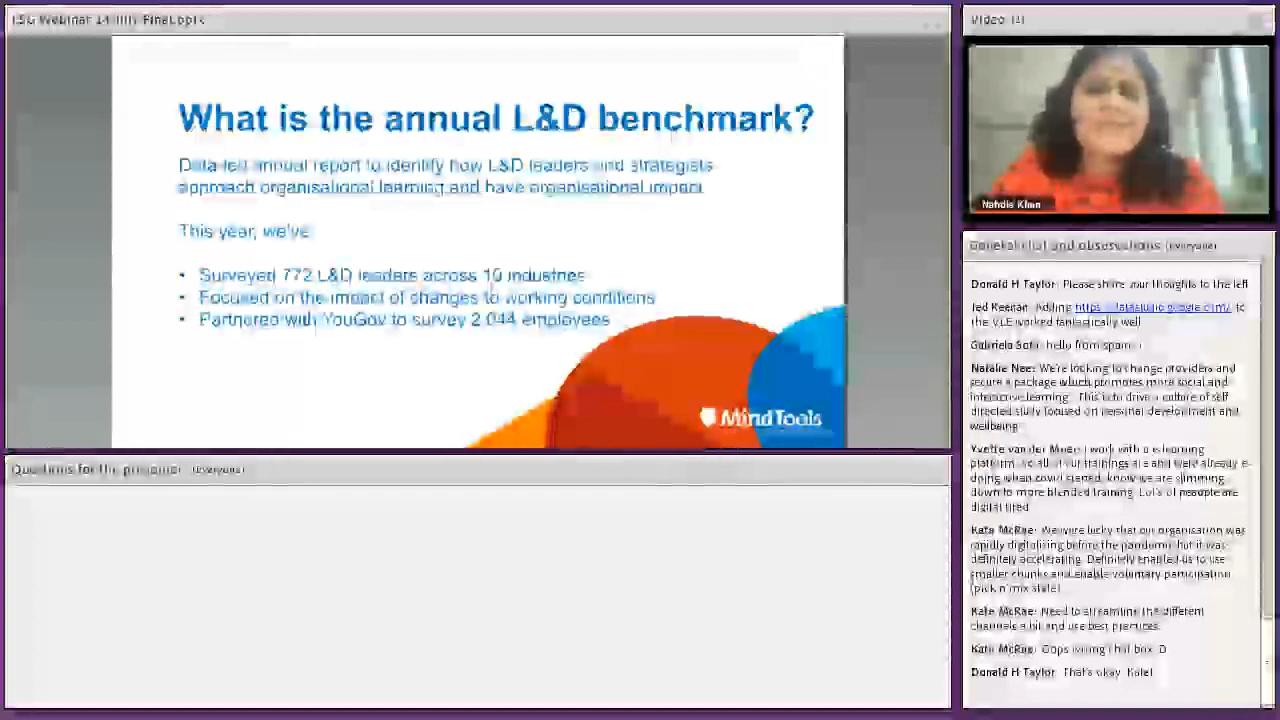 LSG Webinar
What is the annual L&D benchmark?
Data-led annual report to identify how L&D leaders and strategists
approach organisational learning and have organisational impact
This year, we've:
• Surveyed 772 L&D leaders across 10 industries
• Focused on the impact of changes to working conditions
• Partnered with YouGov to survey 2,044 employees
MindTools
Questions for the presenter (everyone)
Video (1)
Nahdia Khan
General chat and observations (everyone)
Donald H Taylor: Please share your thoughts to the left
Ted Keenan: Adding to
the VLE worked fantastically well
Gabriela Soto: hello from spain
Natalie Nee: We're looking to change providers and
secure a package which promotes more social and
interactive learning. This is to drive a culture of self
directed study focused on personal development and
wellbeing
Yvette van der I work with a e-learning
platform, so all of our trainings are and were already e-
doing when covid started, know we are slimming
down to more blended training. Lot's of people are
digital tired
Kate McRae: We were lucky that our organisation was
rapidly digitalising before the pandemic but it was
definitely accelerating. Definitely enabled us to use
smaller chunks and enable voluntary participation
(pick n mix style)
Kate McRae: Need to streamline the different
channels a bit and use best practices.
Kate McRae: Oops wrong chat box :D
Donald H Taylor: That's okay, Kate!